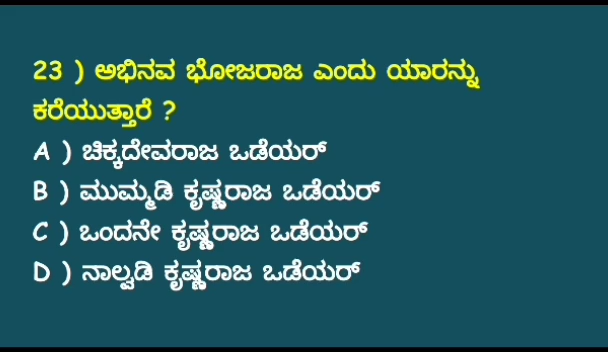 23 ) ಅಭಿನವ ಭೋಜರಾಜ ಎಂದು ಯಾರನ್ನು
ಕರೆಯುತ್ತಾರೆ ?
A ) ಚಿಕ್ಕದೇವರಾಜ ಒಡೆಯರ್
B ) ಮುಮ್ಮಡಿ ಕೃಷ್ಣರಾಜ ಒಡೆಯರ್
C ) ಒಂದನೇ ಕೃಷ್ಣರಾಜ ಒಡೆಯರ್
D ) ನಾಲ್ವಡಿ ಕೃಷ್ಣರಾಜ ಒಡೆಯರ್